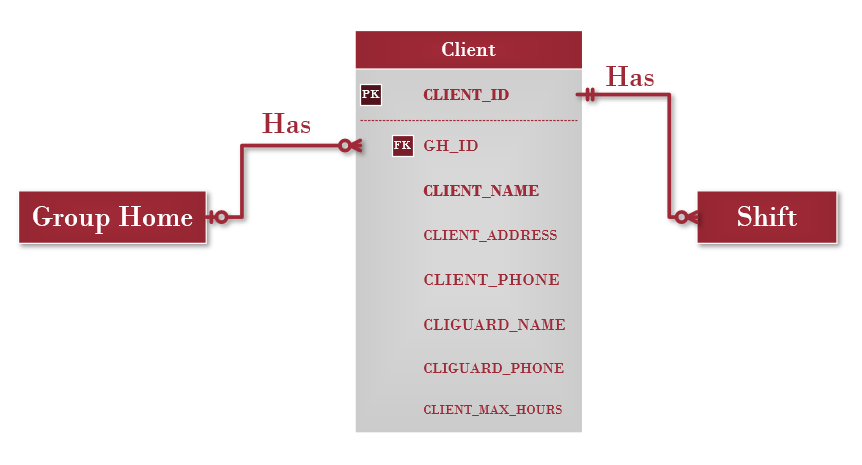 Client
Has
PK CLIENT_ID
Has
FK GH_ID
CLIENT_NAME
Group Home
Shift
CLIENT_ADDRESS
CLIENT_PHONE
CLIGUARD_NAME
CLIGUARD_PHONE
CLIENT_MAX_HOURS